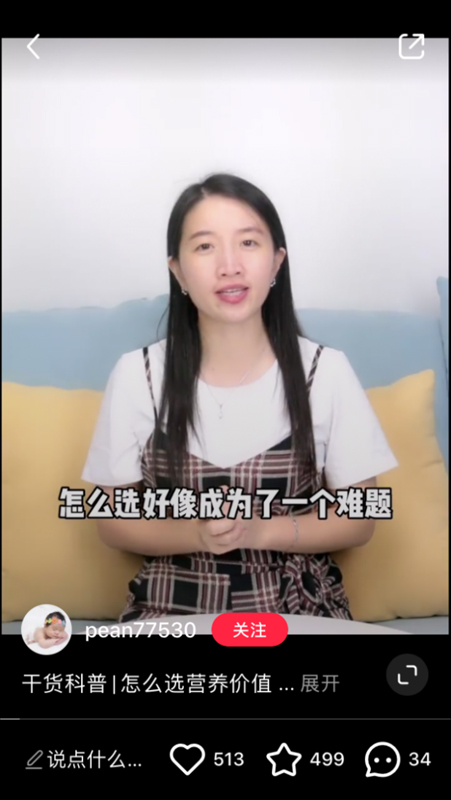 怎么选好像成为了一个难题
pean77530 关注
干货科普|怎么选营养价值 ... 展开
说点什么... 513 499 34